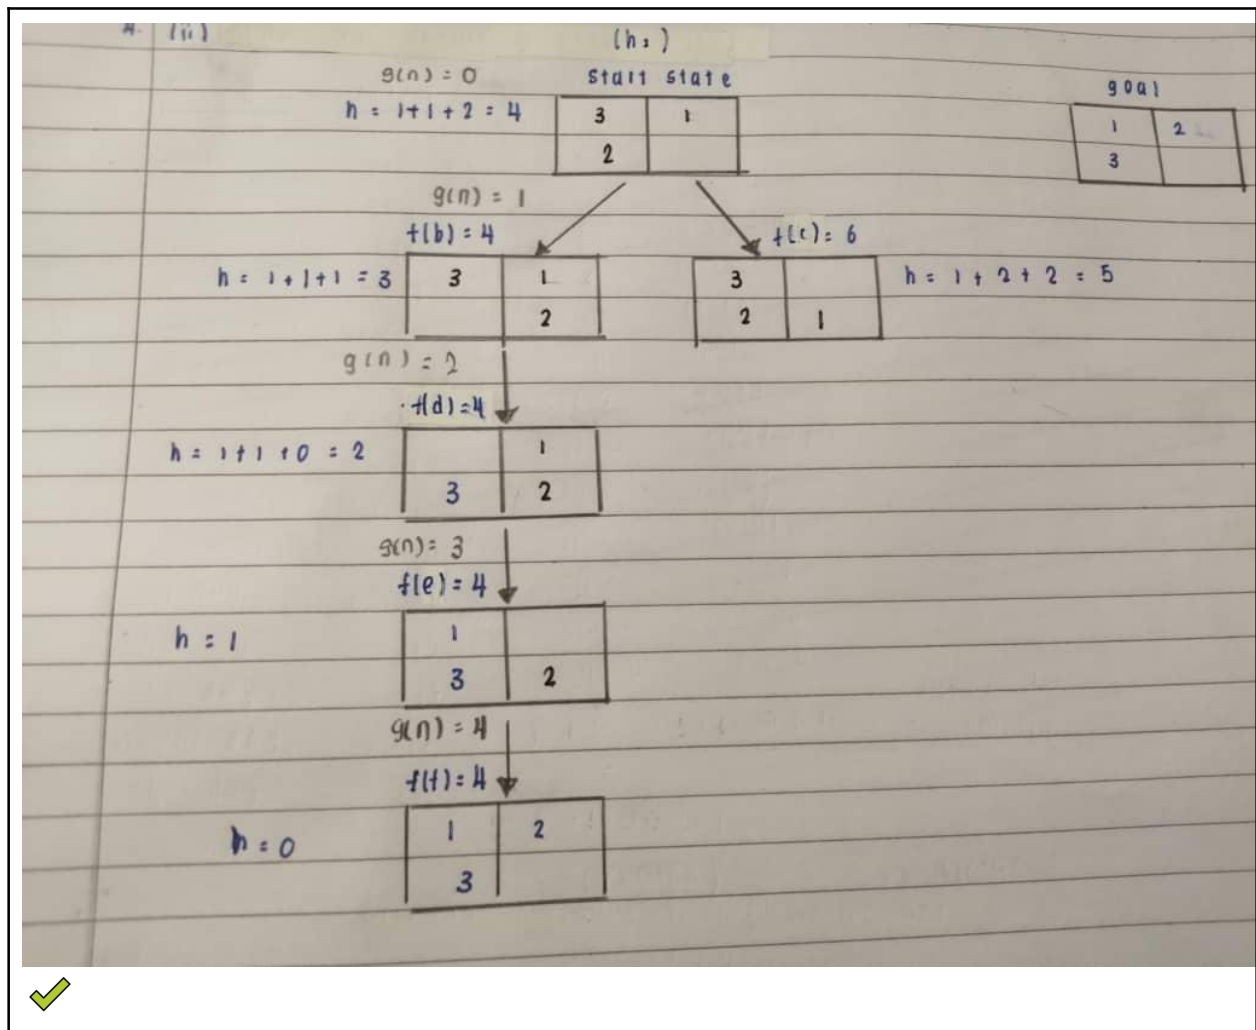 4. (ii)
(h₂)
g(n) = 0 start state
goal
h = 1+1+2 = 4
3 1
2
1 2
3
g(n) = 1
f(b) = 4
f(c) = 6
h = 1+1+1 = 3
3 1
2
3
2 1
h = 1 + 2 + 2 = 5
g(n) = 2
f(d) = 4
h = 1+1+0 = 2
1
3 2
g(n) = 3
f(e) = 4
h = 1
1
3 2
g(n) = 4
f(f) = 4
h = 0
1 2
3